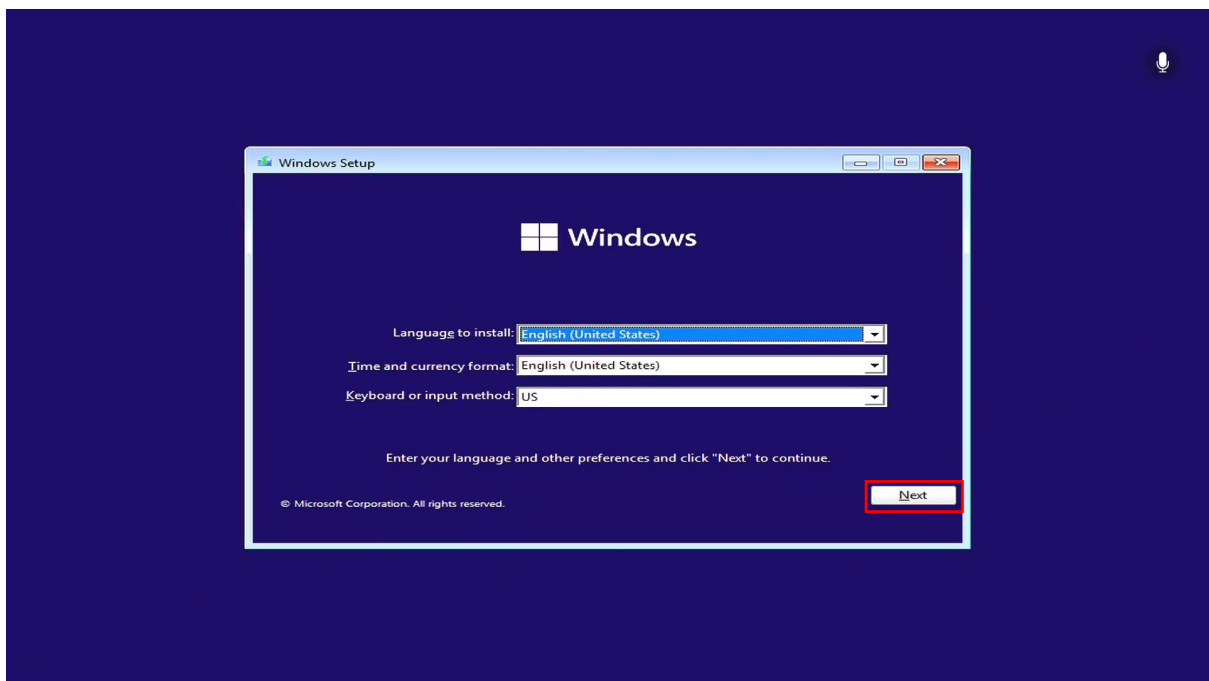 Windows Setup
Windows
Language to install: English (United States)
Time and currency format: English (United States)
Keyboard or input method: US
Enter your language and other preferences and click "Next" to continue.
© Microsoft Corporation. All rights reserved.
Next